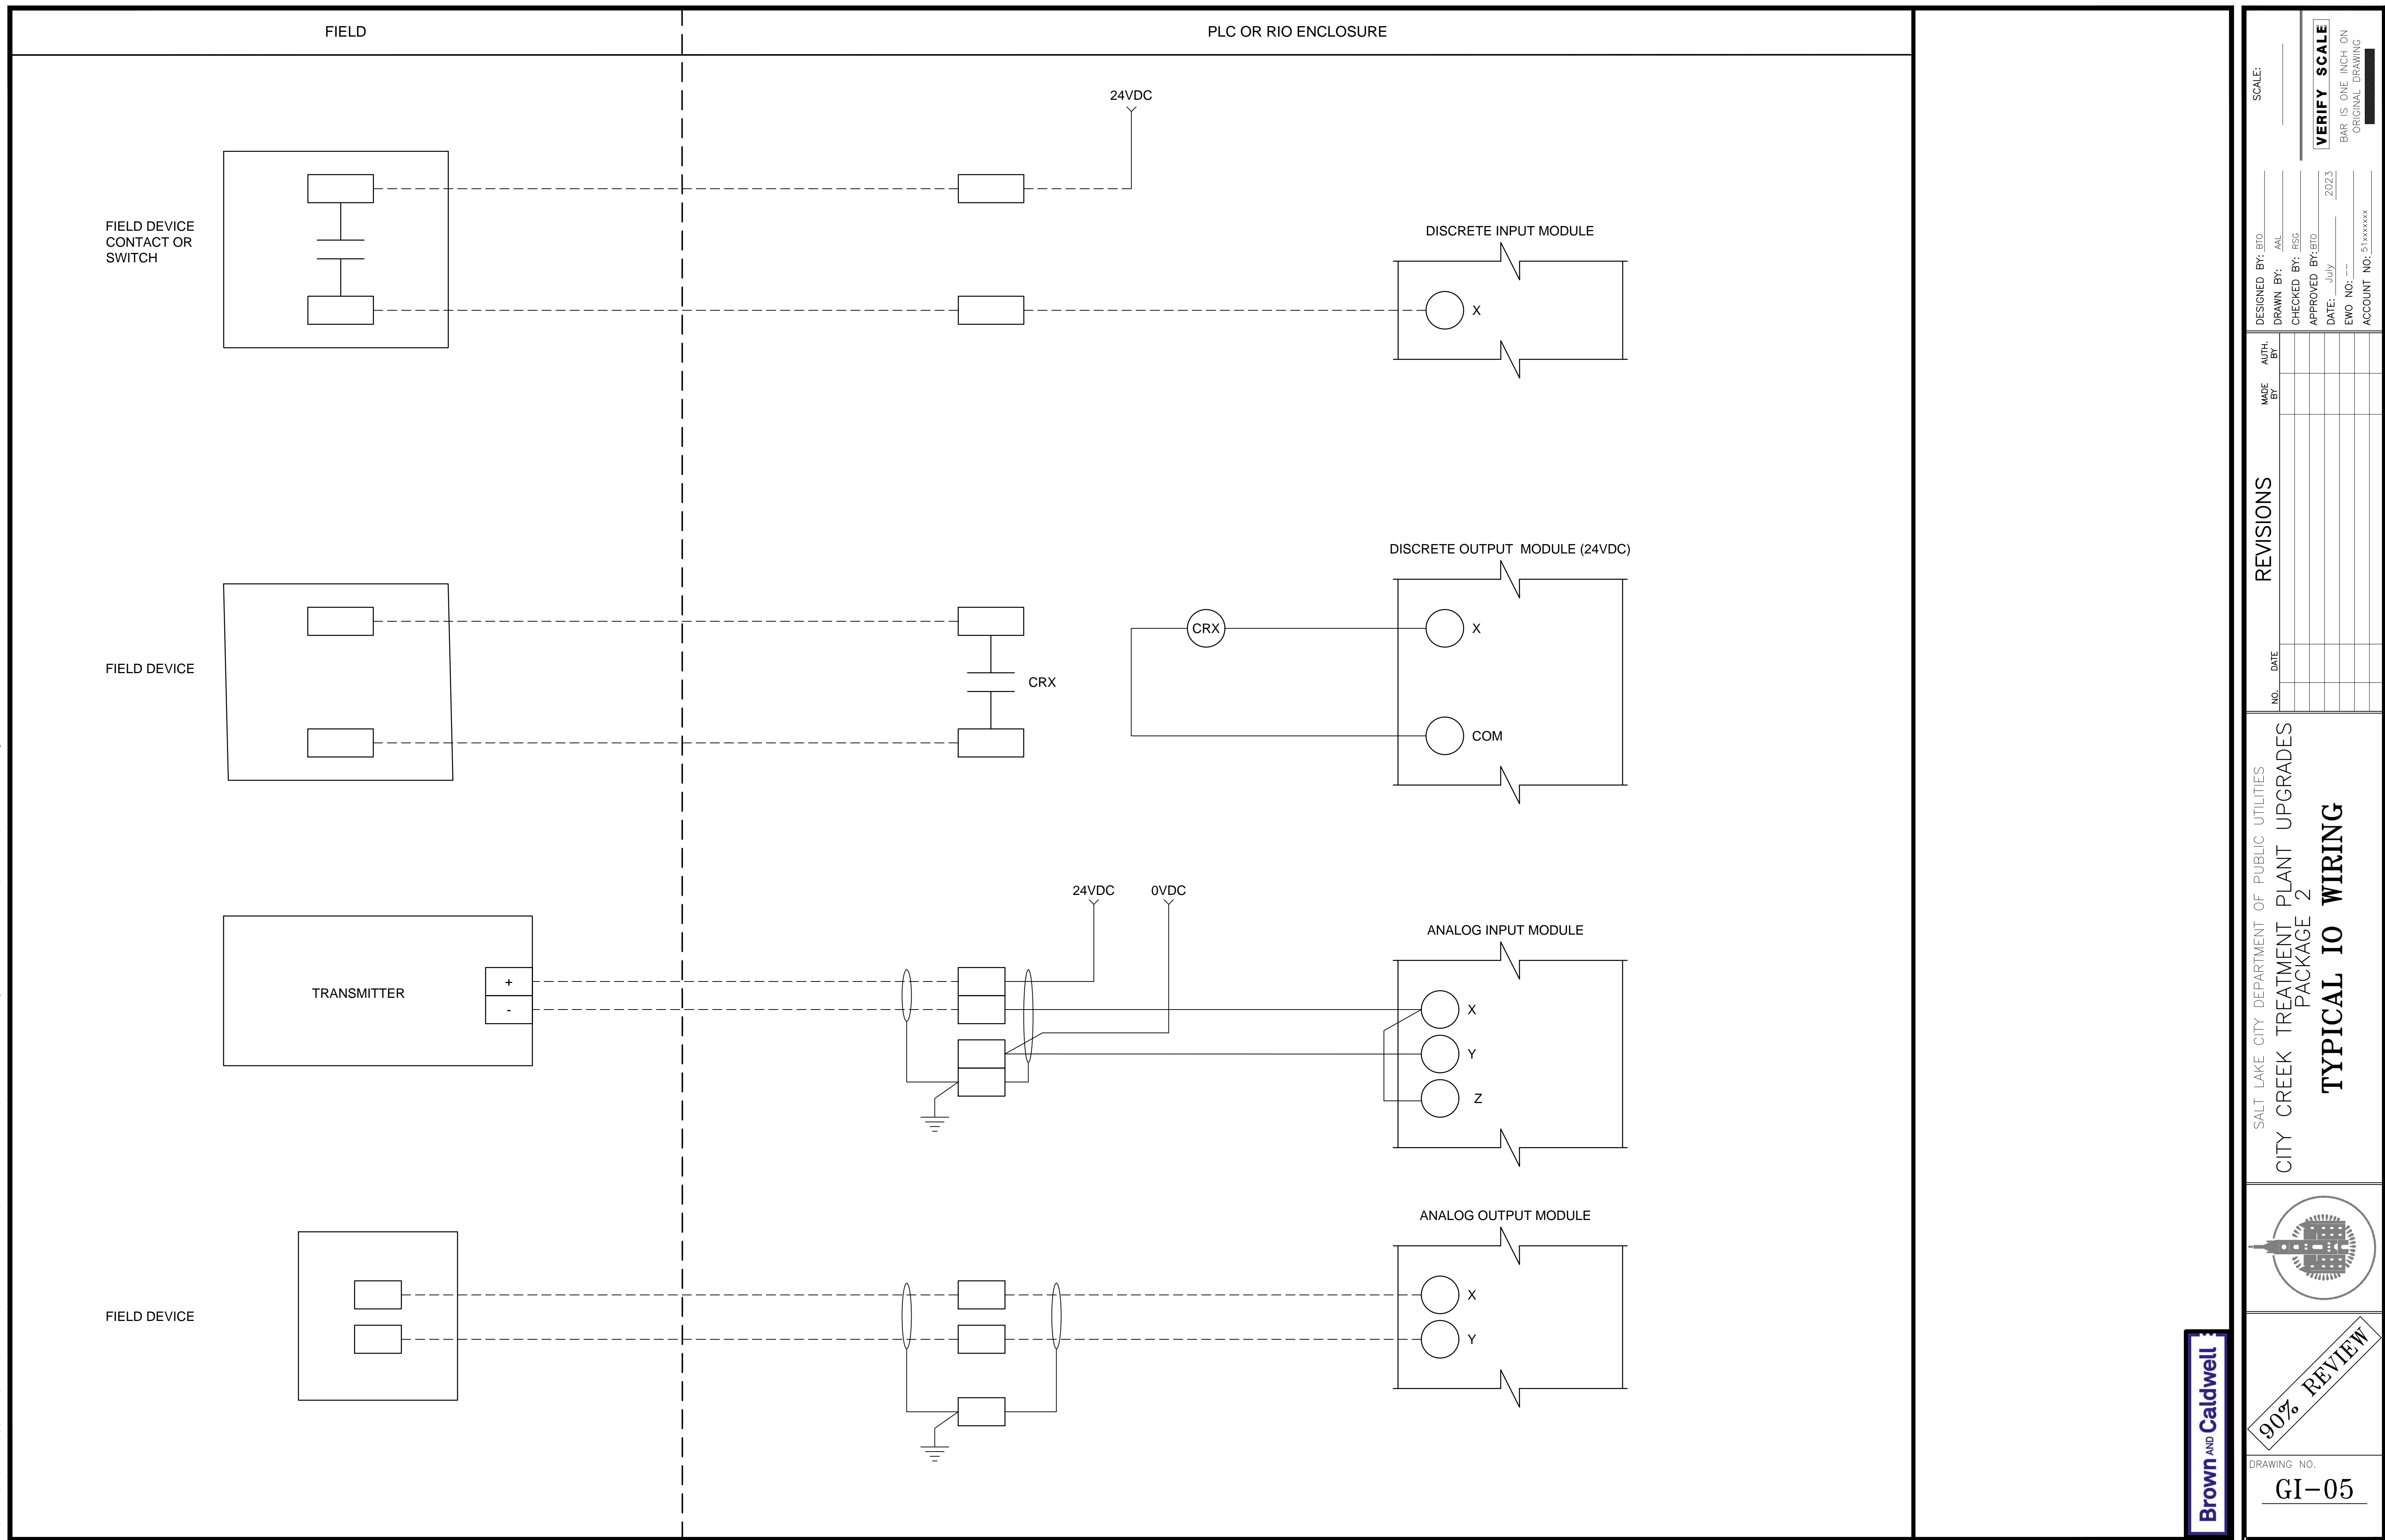 FIELD
PLC OR RIO ENCLOSURE
24VDC
FIELD DEVICE
CONTACT OR
SWITCH
DISCRETE INPUT MODULE
X
DISCRETE OUTPUT  MODULE (24VDC)
CRX
X
FIELD DEVICE
CRX
COM
24VDC
0VDC
ANALOG INPUT MODULE
TRANSMITTER
+
-
X
Y
Z
ANALOG OUTPUT MODULE
FIELD DEVICE
X
Y
Brown AND Caldwell
SCALE:
VERIFY SCALE
BAR IS ONE INCH ON
ORIGINAL DRAWING
DESIGNED BY: BTO
DRAWN BY: AAL
CHECKED BY: RSG
APPROVED BY: BTO
DATE: July 2023
EWO NO: --
ACCOUNT NO: 51xxxxxxx
REVISIONS
NO.
DATE
MADE
BY
AUTH.
BY
SALT LAKE CITY DEPARTMENT OF PUBLIC UTILITIES
CITY CREEK TREATMENT PLANT UPGRADES
PACKAGE 2
TYPICAL IO WIRING
90% REVIEW
DRAWING NO.
GI-05